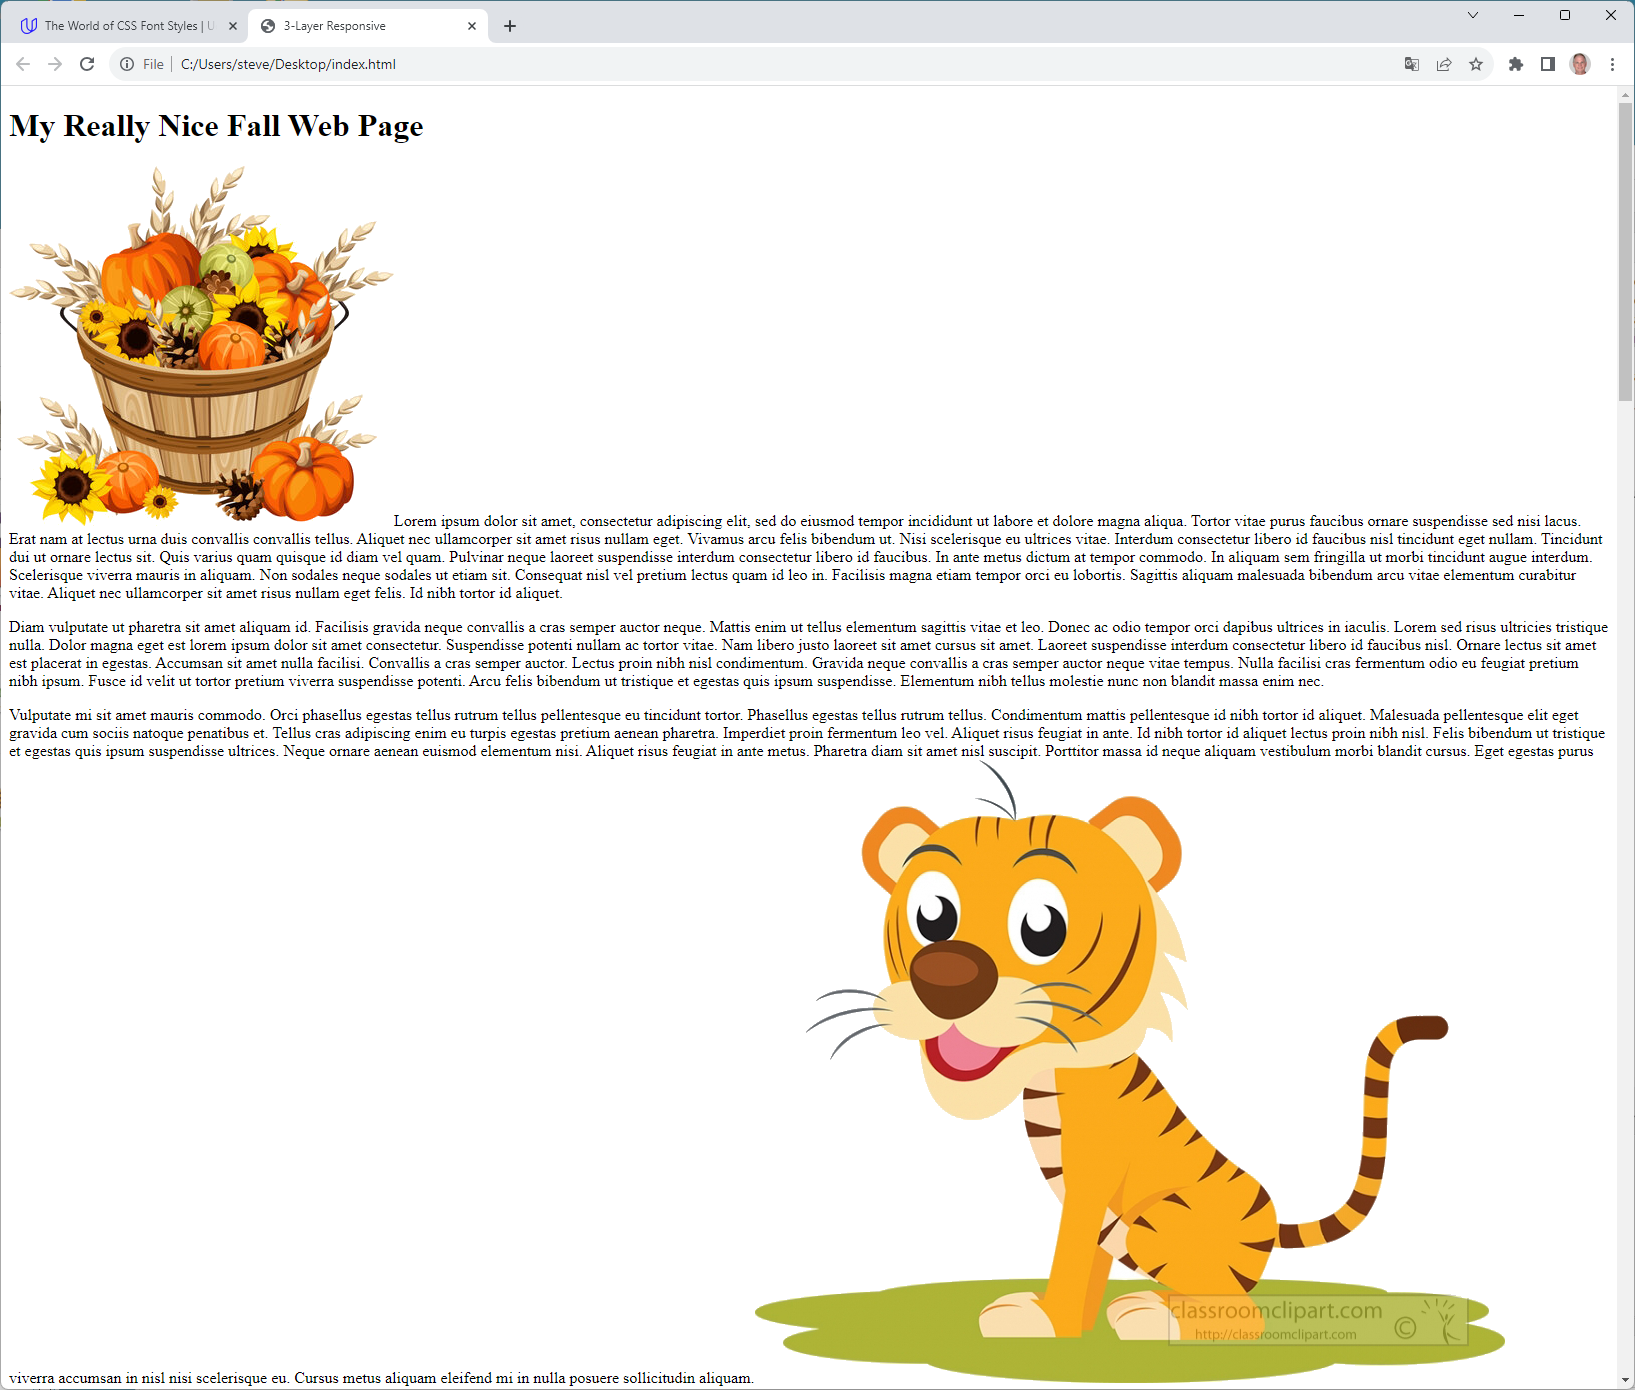 The World of CSS Font Styles | U
3-Layer Responsive
File
C:/Users/steve/Desktop/index.html
My Really Nice Fall Web Page
Lorem ipsum dolor sit amet, consectetur adipiscing elit, sed do eiusmod tempor incididunt ut labore et dolore magna aliqua. Tortor vitae purus faucibus ornare suspendisse sed nisi lacus.
Erat nam at lectus urna duis convallis convallis tellus. Aliquet nec ullamcorper sit amet risus nullam eget. Vivamus arcu felis bibendum ut. Nisi scelerisque eu ultrices vitae. Interdum consectetur libero id faucibus nisl tincidunt eget nullam. Tincidunt
dui ut ornare lectus sit. Quis varius quam quisque id diam vel quam. Pulvinar neque laoreet suspendisse interdum consectetur libero id faucibus. In ante metus dictum at tempor commodo. In aliquam sem fringilla ut morbi tincidunt augue interdum.
Scelerisque viverra mauris in aliquam. Non sodales neque sodales ut etiam sit. Consequat nisl vel pretium lectus quam id leo in. Facilisis magna etiam tempor orci eu lobortis. Sagittis aliquam malesuada bibendum arcu vitae elementum curabitur
vitae. Aliquet nec ullamcorper sit amet risus nullam eget felis. Id nibh tortor id aliquet.
Diam vulputate ut pharetra sit amet aliquam id. Facilisis gravida neque convallis a cras semper auctor neque. Mattis enim ut tellus elementum sagittis vitae et leo. Donec ac odio tempor orci dapibus ultrices in iaculis. Lorem sed risus ultricies tristique
nulla. Dolor magna eget est lorem ipsum dolor sit amet consectetur. Suspendisse potenti nullam ac tortor vitae. Nam libero justo laoreet sit amet cursus sit amet. Laoreet suspendisse interdum consectetur libero id faucibus nisl. Ornare lectus sit amet
est placerat in egestas. Accumsan sit amet nulla facilisi. Convallis a cras semper auctor. Lectus proin nibh nisl condimentum. Gravida neque convallis a cras semper auctor neque vitae tempus. Nulla facilisi cras fermentum odio eu feugiat pretium
nibh ipsum. Fusce id velit ut tortor pretium viverra suspendisse potenti. Arcu felis bibendum ut tristique et egestas quis ipsum suspendisse. Elementum nibh tellus molestie nunc non blandit massa enim nec.
Vulputate mi sit amet mauris commodo. Orci phasellus egestas tellus rutrum tellus pellentesque eu tincidunt tortor. Phasellus egestas tellus rutrum tellus. Condimentum mattis pellentesque id nibh tortor id aliquet. Malesuada pellentesque elit eget
gravida cum sociis natoque penatibus et. Tellus cras adipiscing enim eu turpis egestas pretium aenean pharetra. Imperdiet proin fermentum leo vel. Aliquet risus feugiat in ante. Id nibh tortor id aliquet lectus proin nibh nisl. Felis bibendum ut tristique
et egestas quis ipsum suspendisse ultrices. Neque ornare aenean euismod elementum nisi. Aliquet risus feugiat in ante metus. Pharetra diam sit amet nisl suscipit. Porttitor massa id neque aliquam vestibulum morbi blandit cursus. Eget egestas purus
classroomclipart.com
http://classroomclipart.com ©
viverra accumsan in nisl nisi scelerisque eu. Cursus metus aliquam eleifend mi in nulla posuere sollicitudin aliquam.